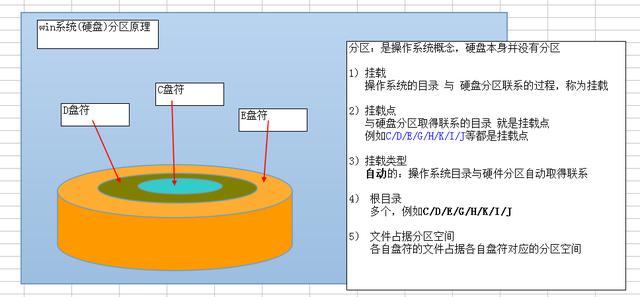 win系统(硬盘)分区原理
C盘符
D盘符
E盘符
分区: 是操作系统概念, 硬盘本身并没有分区
1) 挂载
操作系统的目录 与 硬盘分区联系的过程, 称为挂载
2) 挂载点
与硬盘分区取得联系的目录 就是挂载点
例如C/D/E/G/H/K/I/J等都是挂载点
3) 挂载类型
自动的: 操作系统目录与硬件分区自动取得联系
4) 根目录
多个, 例如C/D/E/G/H/K/I/J
5) 文件占据分区空间
各自盘符的文件占据各自盘符对应的分区空间